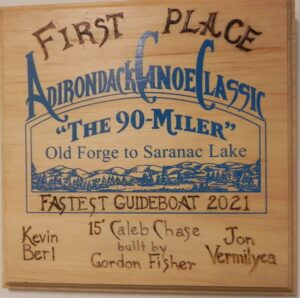 FIRST PLACE
ADIRONDACK CANOE CLASSIC
"THE 90-MILER"
Old Forge to Saranac Lake
FASTEST GUIDEBOAT 2021
Kevin Berl
15' Caleb Chase
built by
Gordon Fisher
Jon Vermilyea